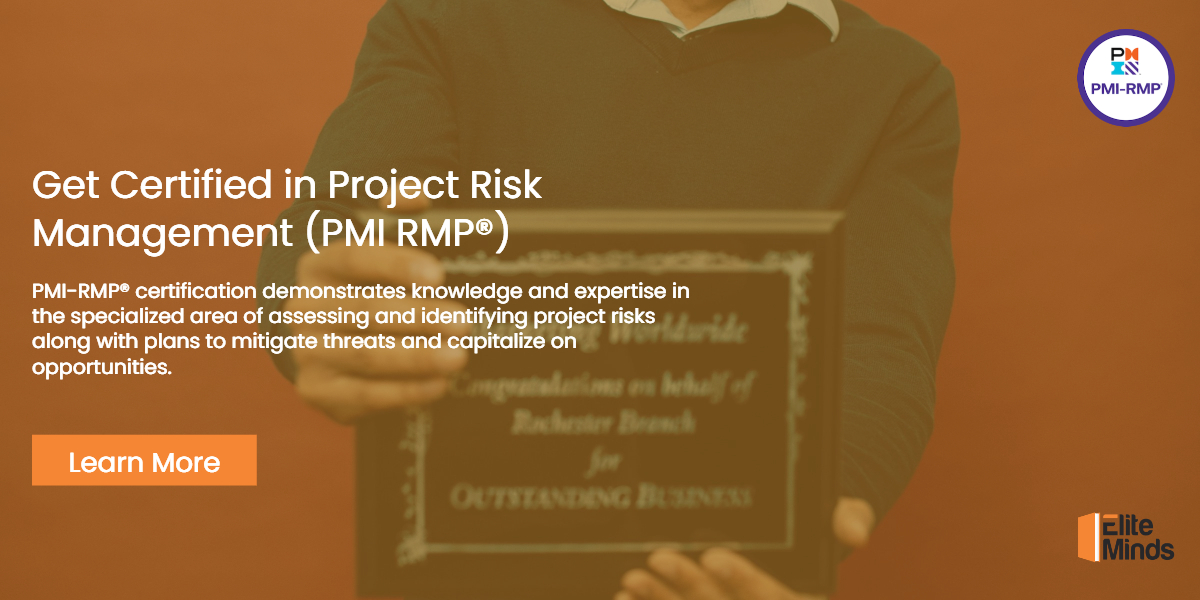 PMI
PMI-RMP
Get Certified in Project Risk
Management (PMI RMP®)
PMI-RMP® certification demonstrates knowledge and expertise in
the specialized area of assessing and identifying project risks
along with plans to mitigate threats and capitalize on
opportunities.
Worldwide
Congratulations on behalf of
Rochester Branch
for
OUTSTANDING BUSINESS
Learn More
Elite
Minds